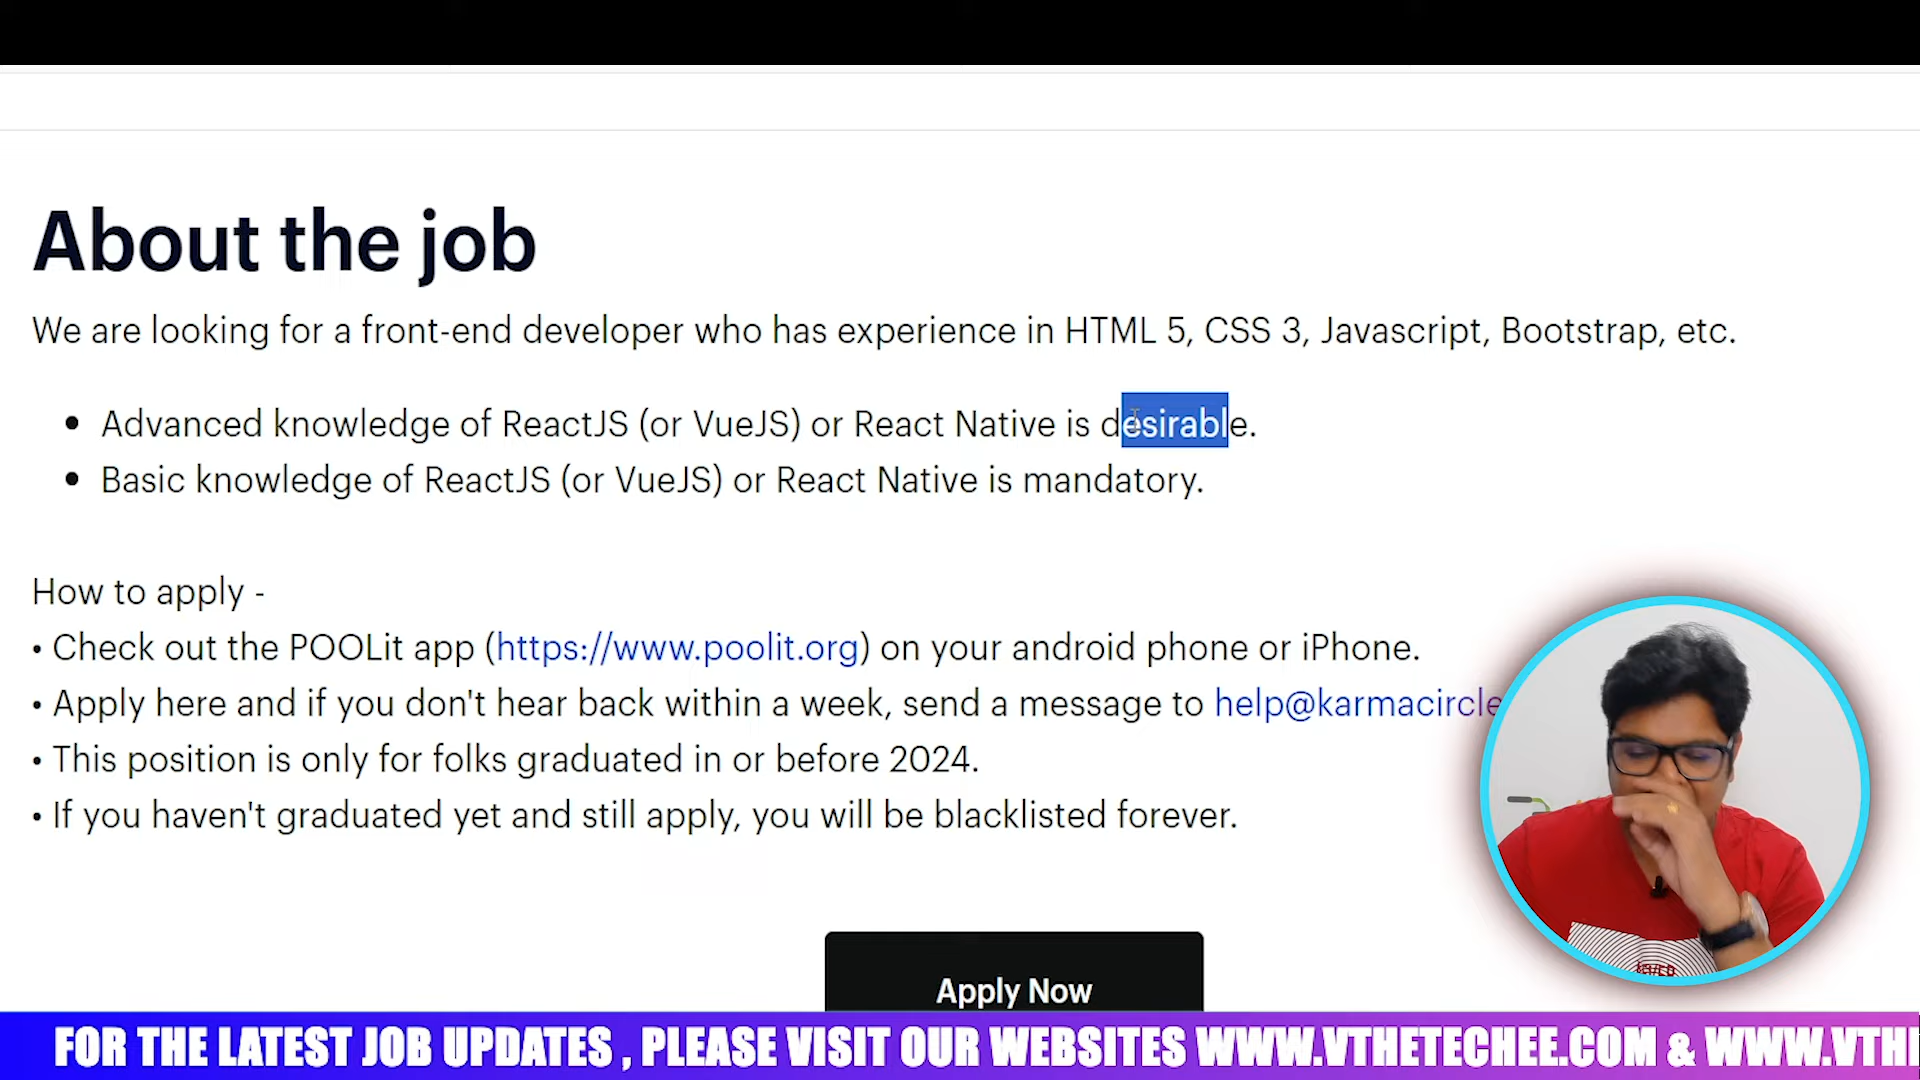 About the job
We are looking for a front-end developer who has experience in HTML 5, CSS 3, Javascript, Bootstrap, etc.
• Advanced knowledge of ReactJS (or VueJS) or React Native is desirable.
• Basic knowledge of ReactJS (or VueJS) or React Native is mandatory.
How to apply -
• Check out the POOLit app (https://www.poolit.org) on your android phone or iPhone.
• Apply here and if you don't hear back within a week, send a message to help@karmacircle
• This position is only for folks graduated in or before 2024.
• If you haven't graduated yet and still apply, you will be blacklisted forever.
Apply Now
FOR THE LATEST JOB UPDATES , PLEASE VISIT OUR WEBSITES WWW.VTHETECHEE.COM & WWW.VTH